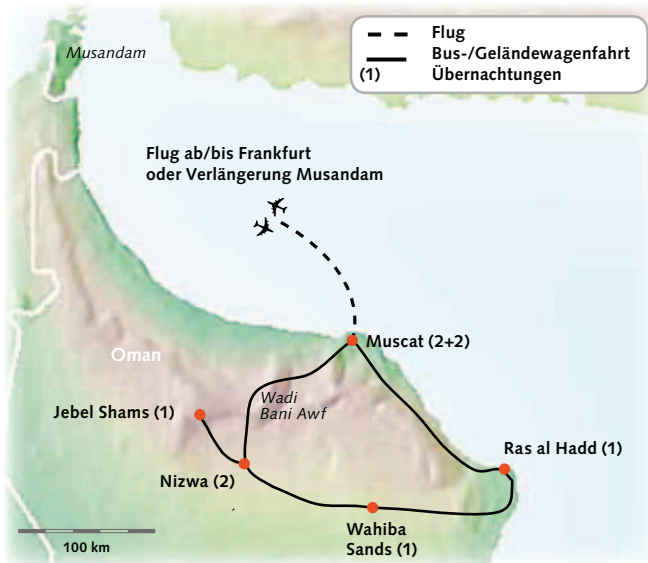 Musandam
Flug
Bus-/Geländewagenfahrt
(1) Übernachtungen
Flug ab/bis Frankfurt
oder Verlängerung Musandam
Muscat (2+2)
Oman
Wadi
Bani Awf
Jebel Shams (1)
Ras al Hadd (1)
Nizwa (2)
Wahiba
Sands (1)
100 km